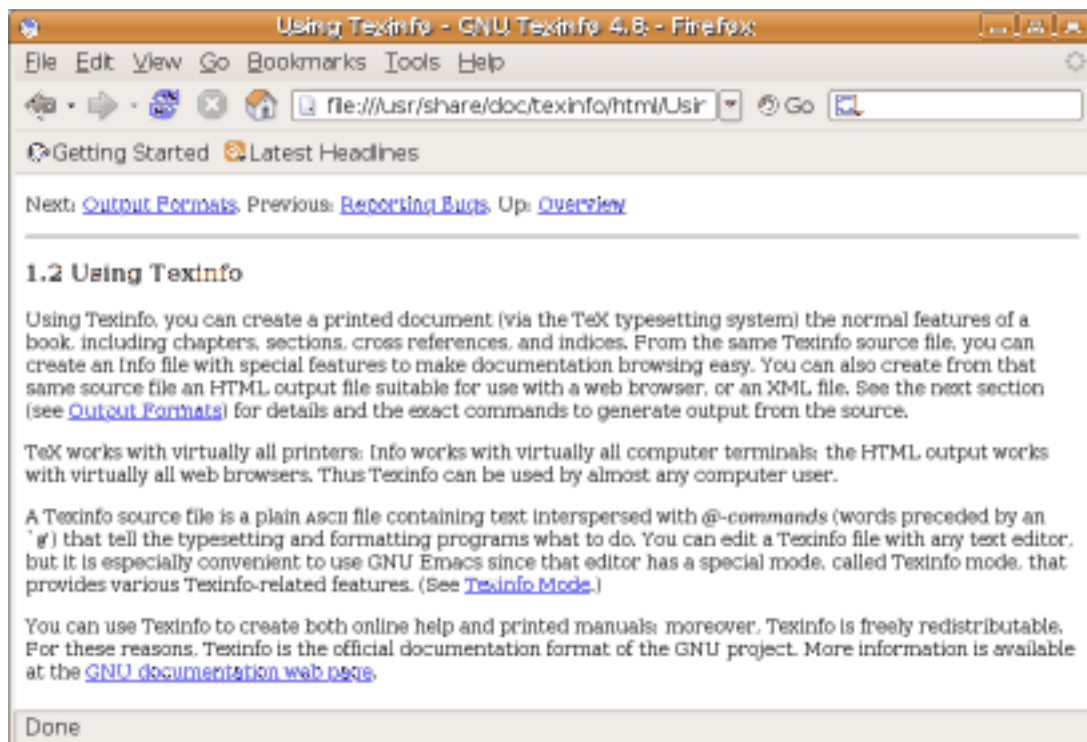 Using Texinfo - GNU Texinfo 4.8 - Firefox
File Edit View Go Bookmarks Tools Help
file:///usr/share/doc/texinfo/html/Usir Go
Getting Started Latest Headlines
Next: Output Formats, Previous: Reporting Bugs, Up: Overview
1.2 Using Texinfo
Using Texinfo, you can create a printed document (via the TeX typesetting system) the normal features of a
book, including chapters, sections, cross references, and indices. From the same Texinfo source file, you can
create an Info file with special features to make documentation browsing easy. You can also create from that
same source file an HTML output file suitable for use with a web browser, or an XML file. See the next section
(see Output Formats) for details and the exact commands to generate output from the source.
TeX works with virtually all printers; Info works with virtually all computer terminals; the HTML output works
with virtually all web browsers. Thus Texinfo can be used by almost any computer user.
A Texinfo source file is a plain ASCII file containing text interspersed with @-commands (words preceded by an
`@') that tell the typesetting and formatting programs what to do. You can edit a Texinfo file with any text editor,
but it is especially convenient to use GNU Emacs since that editor has a special mode, called Texinfo mode, that
provides various Texinfo-related features. (See Texinfo Mode.)
You can use Texinfo to create both online help and printed manuals; moreover, Texinfo is freely redistributable.
For these reasons, Texinfo is the official documentation format of the GNU project. More information is available
at the GNU documentation web page.
Done